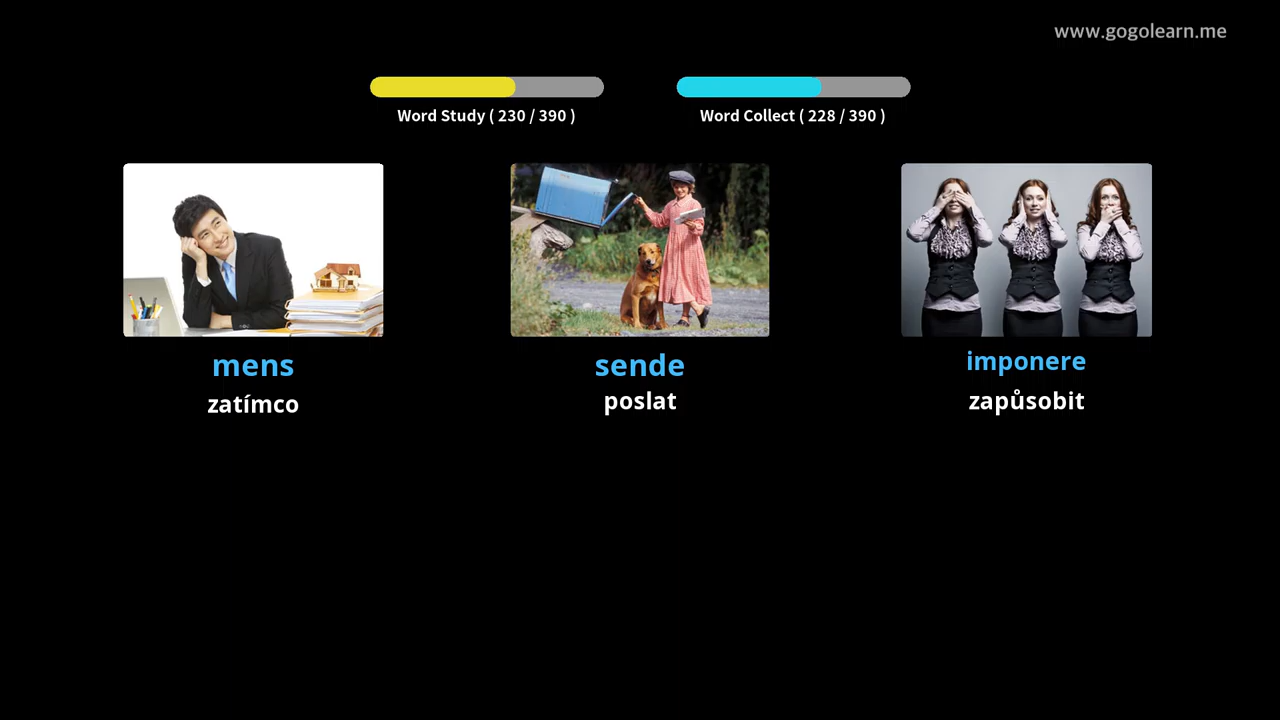 www.gogolearn.me
Word Study ( 230 / 390 )
Word Collect ( 228 / 390 )
mens
sende
imponere
zatímco
poslat
zapůsobit